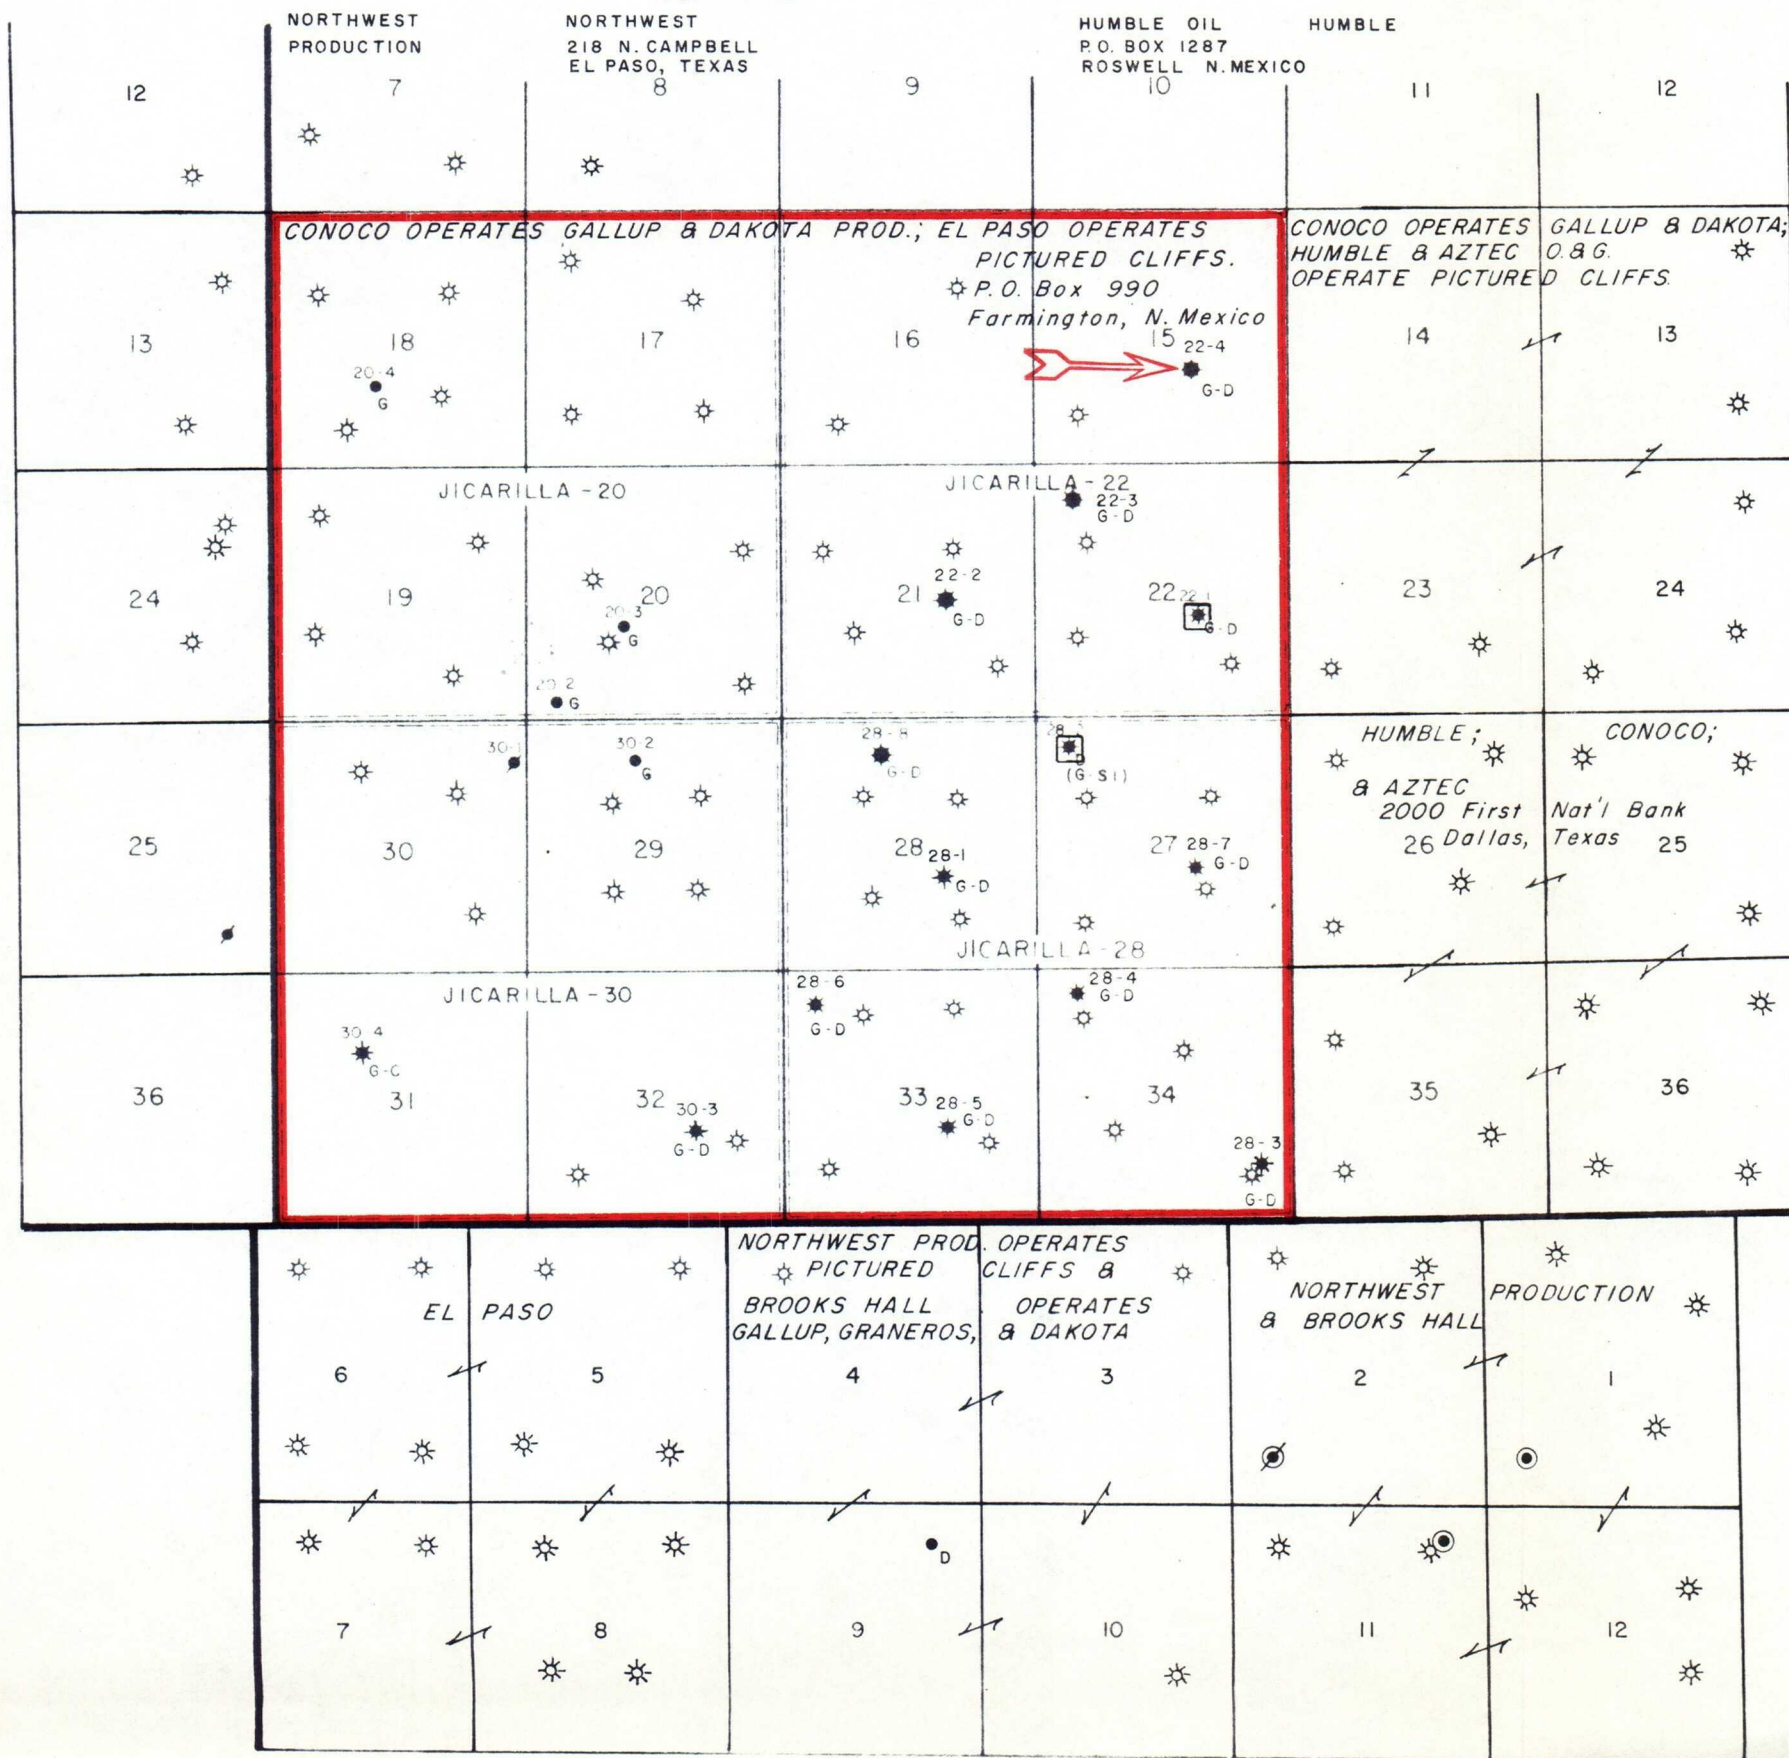 NORTHWEST
PRODUCTION
NORTHWEST
218 N. CAMPBELL
EL PASO, TEXAS
HUMBLE OIL
P.O. BOX 1287
ROSWELL N.MEXICO
HUMBLE
12
7
8
9
10
11
12
CONOCO OPERATES GALLUP & DAKOTA PROD.; EL PASO OPERATES
PICTURED CLIFFS.
P.O. Box 990
Farmington, N. Mexico
CONOCO OPERATES GALLUP & DAKOTA;
HUMBLE & AZTEC O.&G.
OPERATE PICTURED CLIFFS.
13
18
17
16
15
14
13
20-4
G
22-4
G-D
JICARILLA-20
JICARILLA-22
22-3
G-D
24
19
20
21
22
23
24
20-3
G
22-2
G-D
22-1
G-D
20-2
G
30-1
30-2
G
28-8
G-D
28-
D
(G-SI)
HUMBLE;
CONOCO;
& AZTEC
2000 First Nat'l Bank
Dallas, Texas
25
30
29
28
27
26
25
28-1
G-D
28-7
G-D
JICARILLA-28
JICARILLA-30
28-6
G-D
28-4
G-D
30-4
G-C
36
31
32
33
34
35
36
30-3
G-D
28-5
G-D
28-3
G-D
EL PASO
NORTHWEST PROD. OPERATES
PICTURED CLIFFS &
BROOKS HALL OPERATES
GALLUP, GRANEROS, & DAKOTA
NORTHWEST PRODUCTION
& BROOKS HALL
6
5
4
3
2
1
D
7
8
9
10
11
12